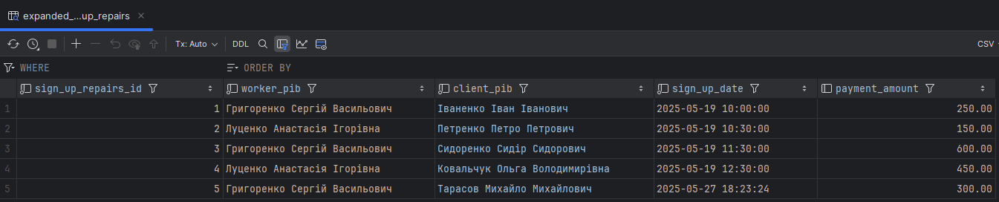 expanded_...up_repairs
Tx: Auto DDL CSV
WHERE ORDER BY
sign_up_repairs_id worker_pib client_pib sign_up_date payment_amount
1 1 Григоренко Сергій Васильович Іваненко Іван Іванович 2025-05-19 10:00:00 250.00
2 2 Луценко Анастасія Ігорівна Петренко Петро Петрович 2025-05-19 10:30:00 150.00
3 3 Григоренко Сергій Васильович Сидоренко Сидір Сидорович 2025-05-19 11:30:00 600.00
4 4 Луценко Анастасія Ігорівна Ковальчук Ольга Володимирівна 2025-05-19 12:30:00 450.00
5 5 Григоренко Сергій Васильович Тарасов Михайло Михайлович 2025-05-27 18:23:24 300.00